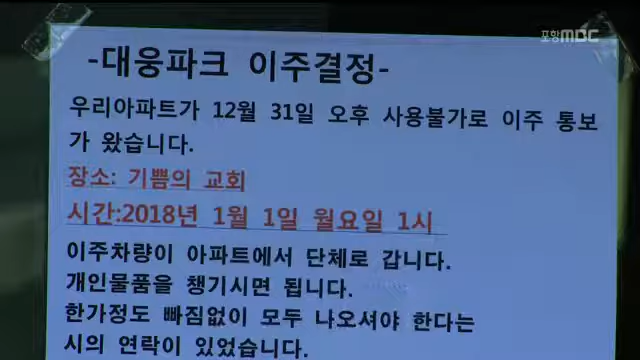 포항MBC
-대웅파크 이주결정-
우리아파트가 12월 31일 오후 사용불가로 이주 통보
가 왔습니다.
장소: 기쁨의 교회
시간:2018년 1월 1일 월요일 1시
이주차량이 아파트에서 단체로 갑니다.
개인물품을 챙기시면 됩니다.
한가정도 빠짐없이 모두 나오셔야 한다는
시의 연락이 있었습니다.